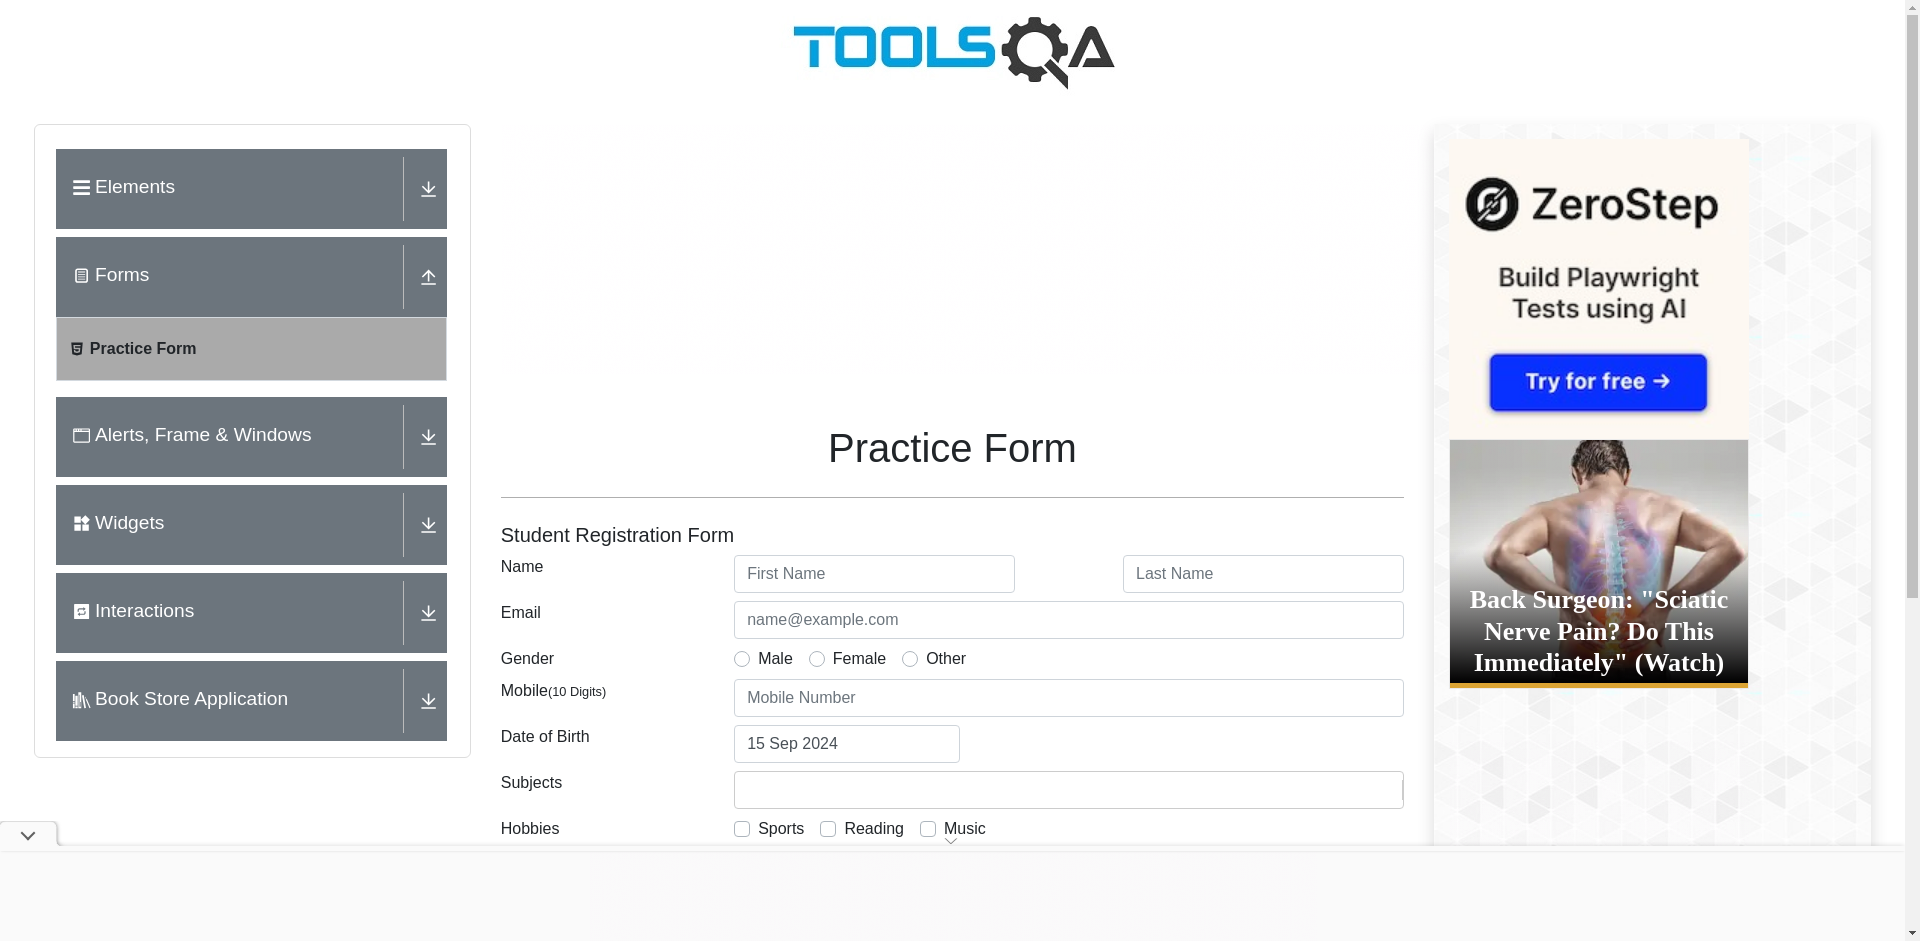 TOOLSQA
Elements
Forms
Practice Form
Alerts, Frame & Windows
Widgets
Interactions
Book Store Application
Practice Form
Student Registration Form
Name
First Name
Last Name
Email
name@example.com
Gender
Male
Female
Other
Mobile(10 Digits)
Mobile Number
Date of Birth
15 Sep 2024
Subjects
Hobbies
Sports
Reading
Music
ZeroStep
Build Playwright
Tests using AI
Try for free →
Back Surgeon: "Sciatic
Nerve Pain? Do This
Immediately" (Watch)